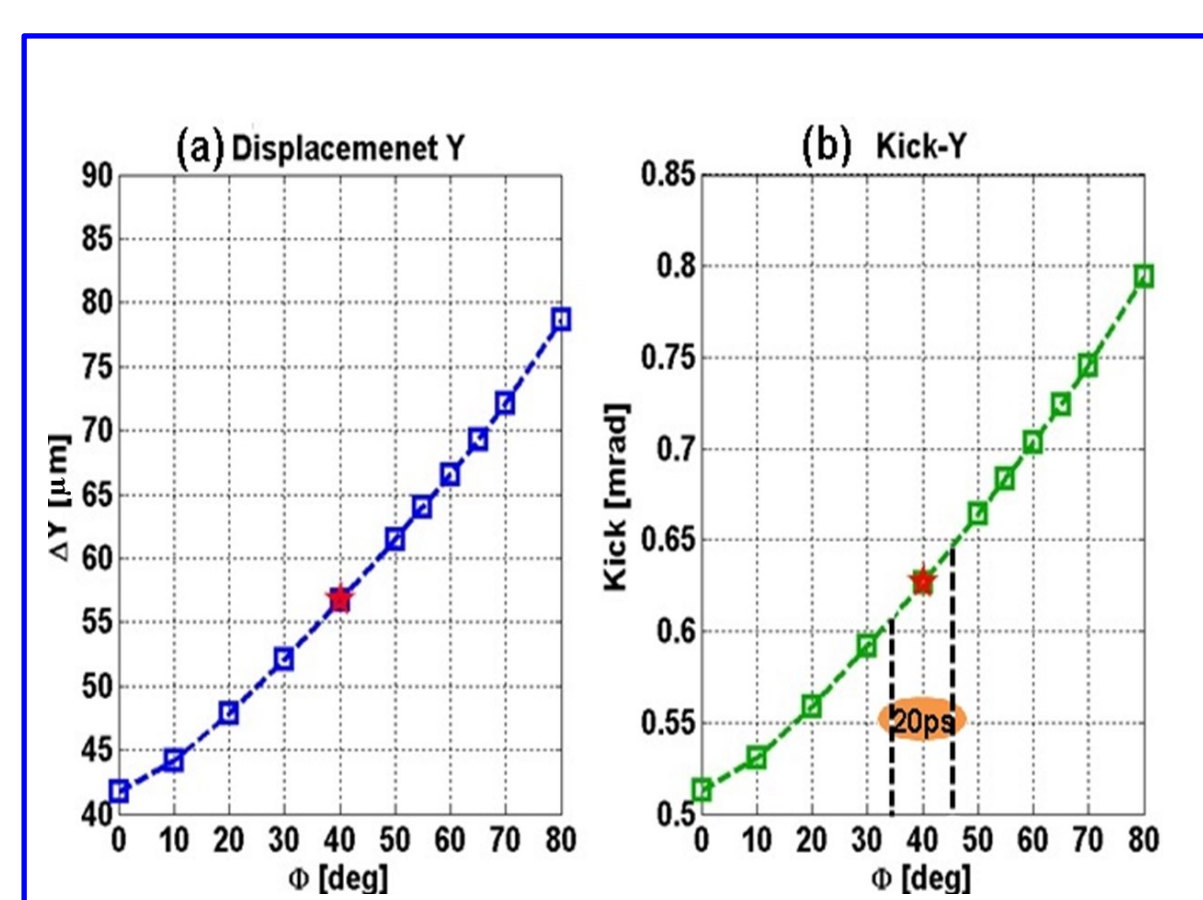 (a) Displacemenet Y
90
85
80
75
70
65
60
55
50
45
40
ΔY [μm]
0 10 20 30 40 50 60 70 80
Φ [deg]
(b) Kick-Y
0.85
0.8
0.75
0.7
0.65
0.6
0.55
0.5
Kick [mrad]
20ps
0 10 20 30 40 50 60 70 80
Φ [deg]